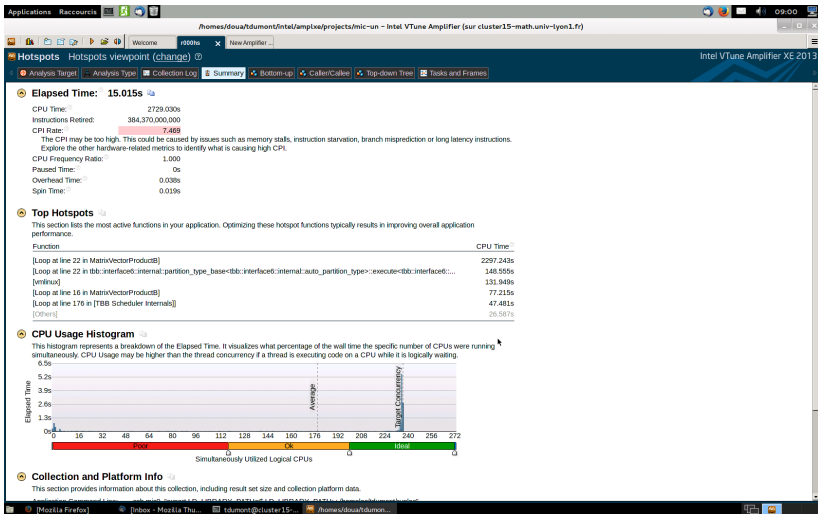 Applications Raccourcis 09:00
/homes/doua/tdumont/intel/amplxe/projects/mic-un - Intel VTune Amplifier (sur cluster15-math.univ-lyon1.fr)
Welcome r000hs x New Amplifier ...
Hotspots Hotspots viewpoint (change) ? Intel VTune Amplifier XE 2013
Analysis Target Analysis Type Collection Log Summary Bottom-up Caller/Callee Top-down Tree Tasks and Frames
Elapsed Time: 15.015s
CPU Time: 2729.030s
Instructions Retired: 384,370,000,000
CPI Rate: 7.469
The CPI may be too high. This could be caused by issues such as memory stalls, instruction starvation, branch misprediction or long latency instructions.
Explore the other hardware-related metrics to identify what is causing high CPI.
CPU Frequency Ratio: 1.000
Paused Time: 0s
Overhead Time: 0.038s
Spin Time: 0.019s
Top Hotspots
This section lists the most active functions in your application. Optimizing these hotspot functions typically results in improving overall application
performance.
Function CPU Time
[Loop at line 22 in MatrixVectorProductB] 2297.243s
[Loop at line 22 in tbb::interface6::internal::partition_type_base<tbb::interface6::internal::auto_partition_type>::execute<tbb::interface6::... 148.555s
[vmlinux] 131.949s
[Loop at line 16 in MatrixVectorProductB] 77.215s
[Loop at line 176 in [TBB Scheduler Internals]] 47.481s
[Others] 26.587s
CPU Usage Histogram
This histogram represents a breakdown of the Elapsed Time. It visualizes what percentage of the wall time the specific number of CPUs were running
simultaneously. CPU Usage may be higher than the thread concurrency if a thread is executing code on a CPU while it is logically waiting.
6.5s
5.2s
3.9s
2.6s
1.3s
0s
Elapsed Time
Average
Target Concurrency
0 16 32 48 64 80 96 112 128 144 160 176 192 208 224 240 256 272
Poor Ok Ideal
Simultaneously Utilized Logical CPUs
Collection and Platform Info
This section provides information about this collection, including result set size and collection platform data.
[Mozilla Firefox] [Inbox - Mozilla Thu... tdumont@cluster15-... /homes/doua/tdumon...